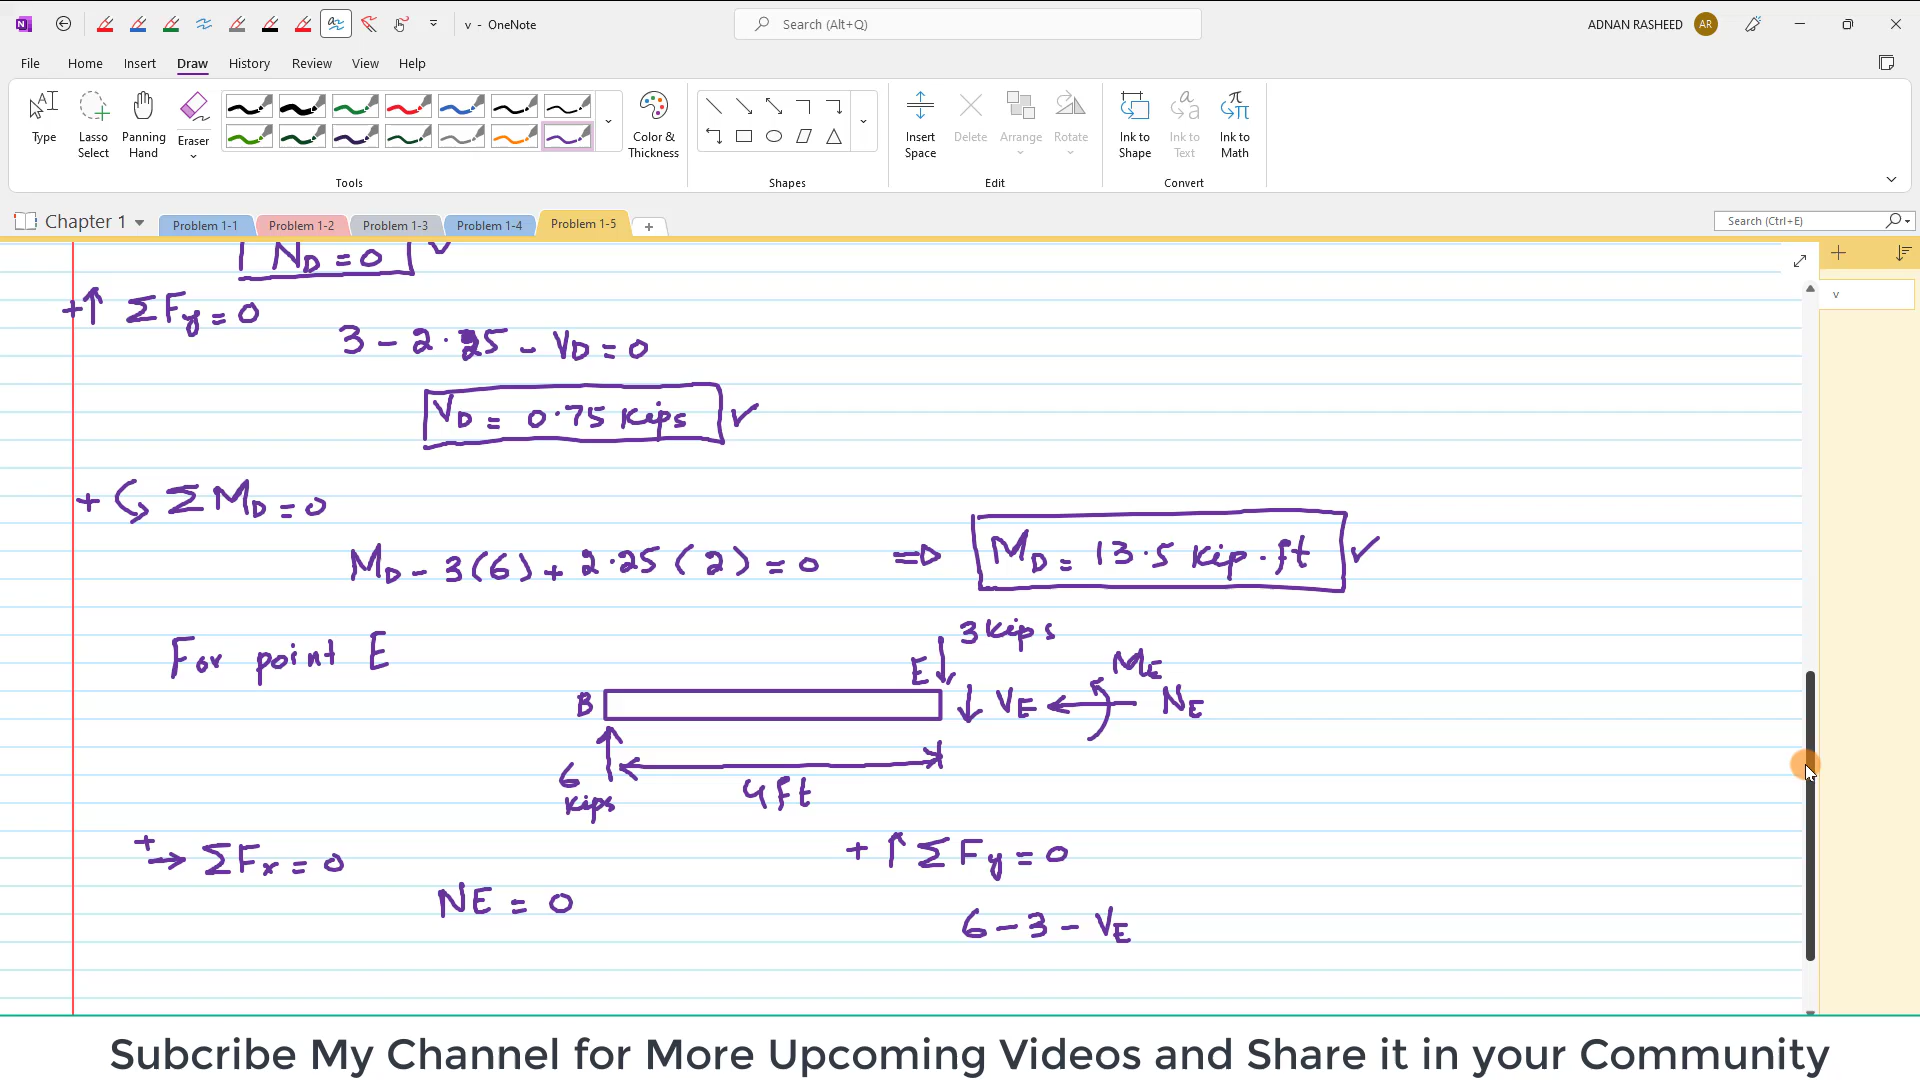 v - OneNote
Search (Alt+Q)
ADNAN RASHEED
AR
File Home Insert Draw History Review View Help
Type
Lasso Select
Panning Hand
Eraser
Color & Thickness
Insert Space
Delete
Arrange
Rotate
Ink to Shape
Ink to Text
Ink to Math
Tools
Shapes
Edit
Convert
Chapter 1
Problem 1-1
Problem 1-2
Problem 1-3
Problem 1-4
Problem 1-5
Search (Ctrl+E)
v
N_D = 0 ✓
+↑ ΣFy = 0
3 - 2.25 - V_D = 0
V_D = 0.75 Kips ✓
+ ΣM_D = 0
M_D - 3(6) + 2.25(2) = 0 => M_D = 13.5 kip.ft ✓
For point E
3 Kips
E
M_E
B
V_E
N_E
6 Kips
4 Ft
+→ ΣFx = 0
+↑ ΣFy = 0
NE = 0
6 - 3 - V_E
Subcribe My Channel for More Upcoming Videos and Share it in your Community